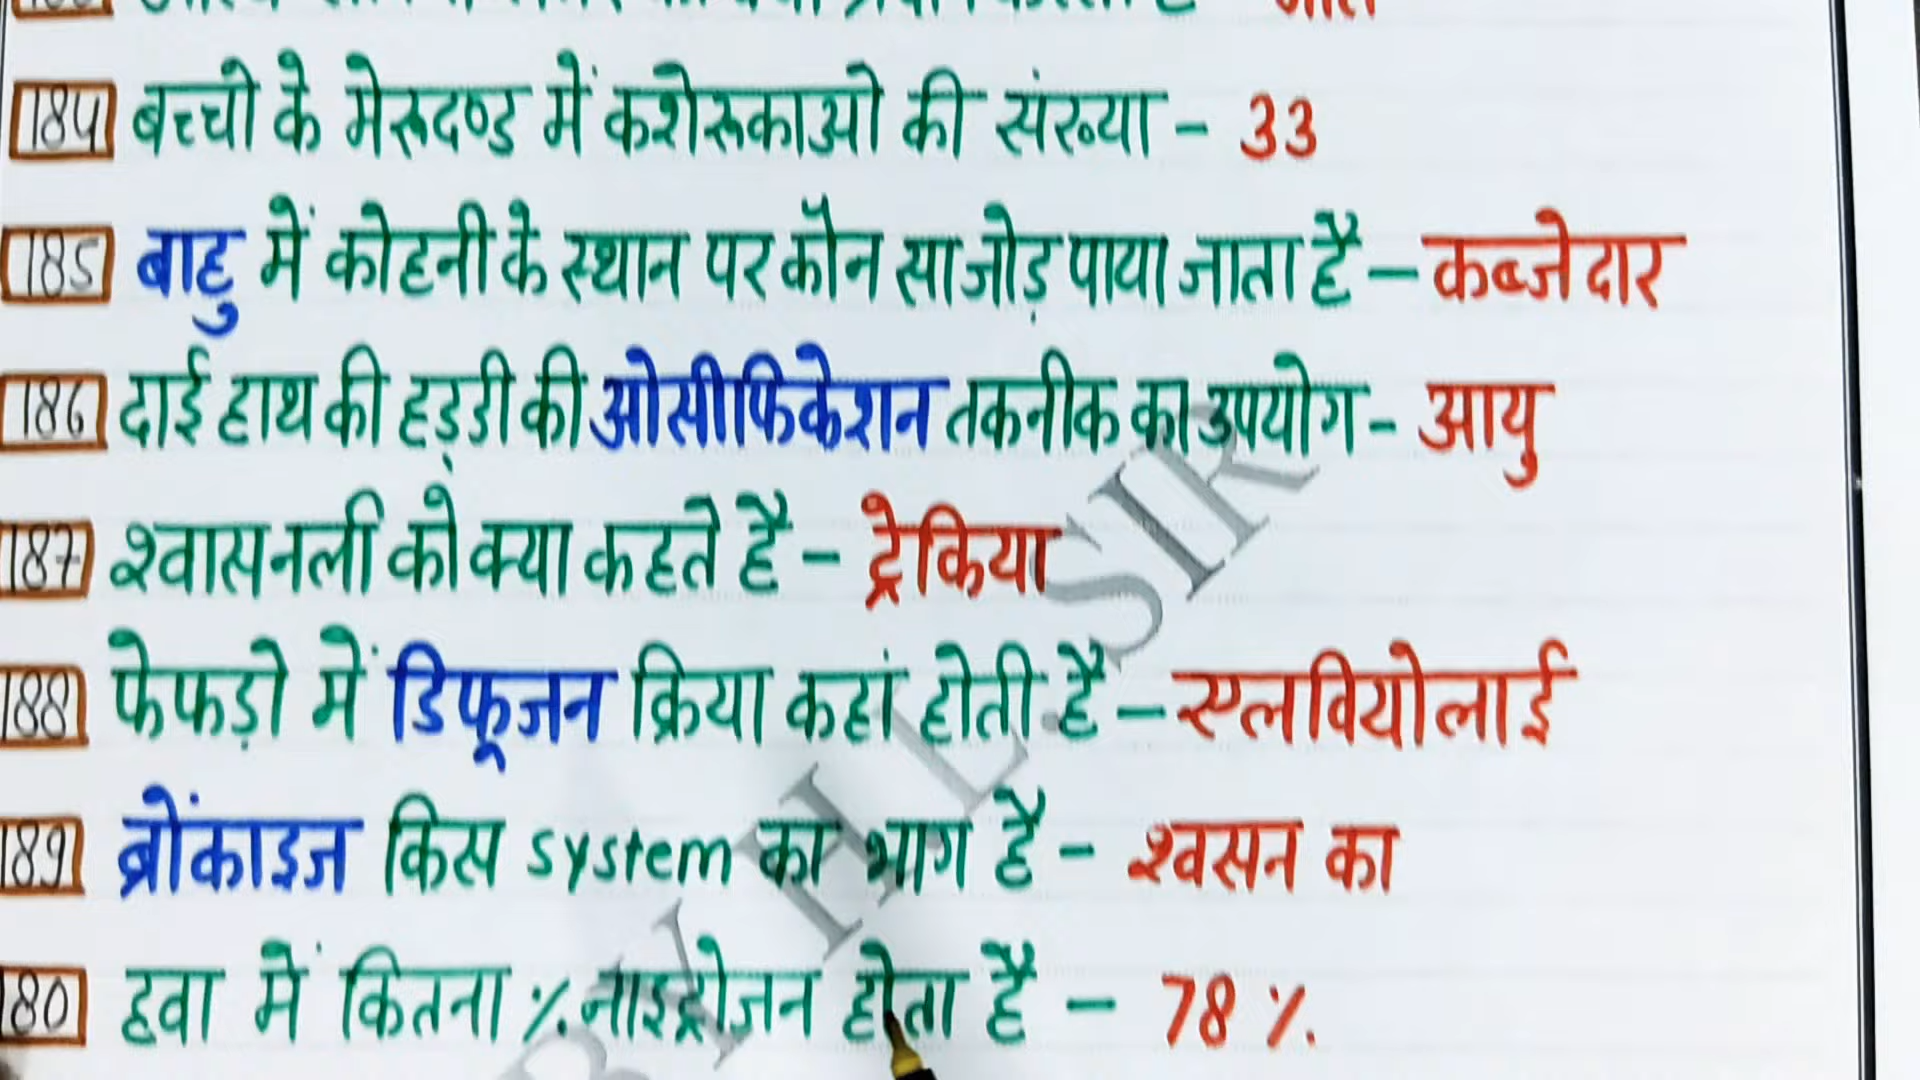 184 बच्चो के मेरूदण्ड में कशेरूकाओ की संख्या - 33
185 बाहु में कोहनी के स्थान पर कौन सा जोड़ पाया जाता है - कब्जेदार
186 दाई हाथ की हड़्डी की ओसीफिकेशन तकनीक का उपयोग - आयु
187 श्वासनली को क्या कहते है - ट्रेकिया
188 फेफड़ो में डिफूजन क्रिया कहां होती है - एलवियोलाई
189 ब्रोंकाइज किस system का भाग है - श्वसन का
180 हवा में कितना % नाइट्रोजन होता है - 78 %
SIR